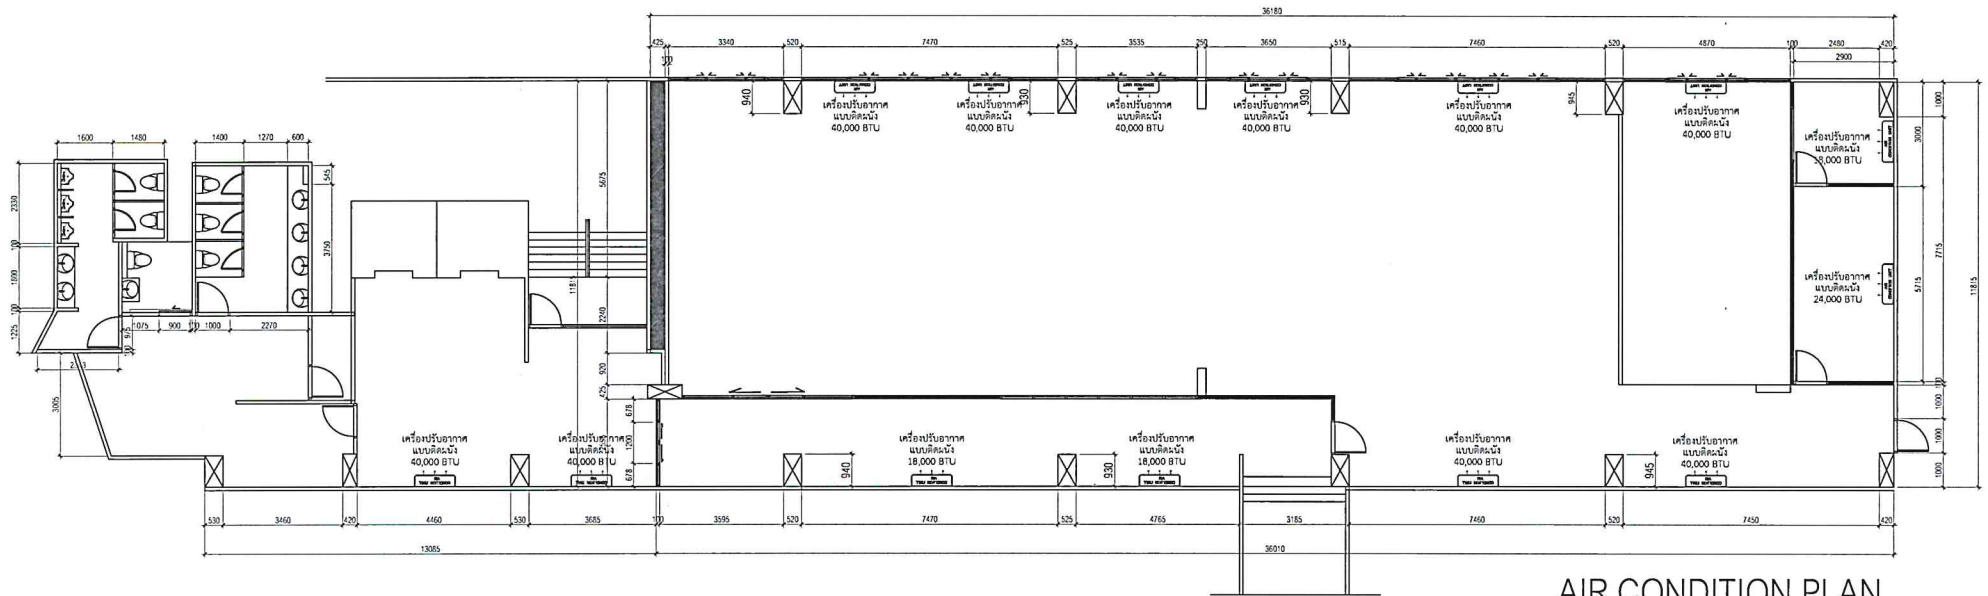 36180
425
3340
520
7470
525
3535
250
3650
515
7460
520
4870
100
2480
420
2900
940
เครื่องปรับอากาศ
แบบติดผนัง
40,000 BTU
เครื่องปรับอากาศ
แบบติดผนัง
40,000 BTU
930
เครื่องปรับอากาศ
แบบติดผนัง
40,000 BTU
เครื่องปรับอากาศ
แบบติดผนัง
40,000 BTU
930
เครื่องปรับอากาศ
แบบติดผนัง
40,000 BTU
945
เครื่องปรับอากาศ
แบบติดผนัง
40,000 BTU
เครื่องปรับอากาศ
แบบติดผนัง
18,000 BTU
1000
3000
1600
1480
1400
1270
600
545
2330
100
1800
100
1225
3750
5675
11815
2240
920
425
เครื่องปรับอากาศ
แบบติดผนัง
24,000 BTU
5715
7715
11815
1075
900
1000
2270
975
100
3005
678
1200
678
1000
1000
1000
เครื่องปรับอากาศ
แบบติดผนัง
40,000 BTU
เครื่องปรับอากาศ
แบบติดผนัง
40,000 BTU
940
เครื่องปรับอากาศ
แบบติดผนัง
18,000 BTU
930
เครื่องปรับอากาศ
แบบติดผนัง
18,000 BTU
เครื่องปรับอากาศ
แบบติดผนัง
40,000 BTU
945
เครื่องปรับอากาศ
แบบติดผนัง
40,000 BTU
530
3460
420
4460
530
3685
100
3595
520
7470
525
4765
3185
7460
520
7450
420
13085
36010
AIR CONDITION PLAN